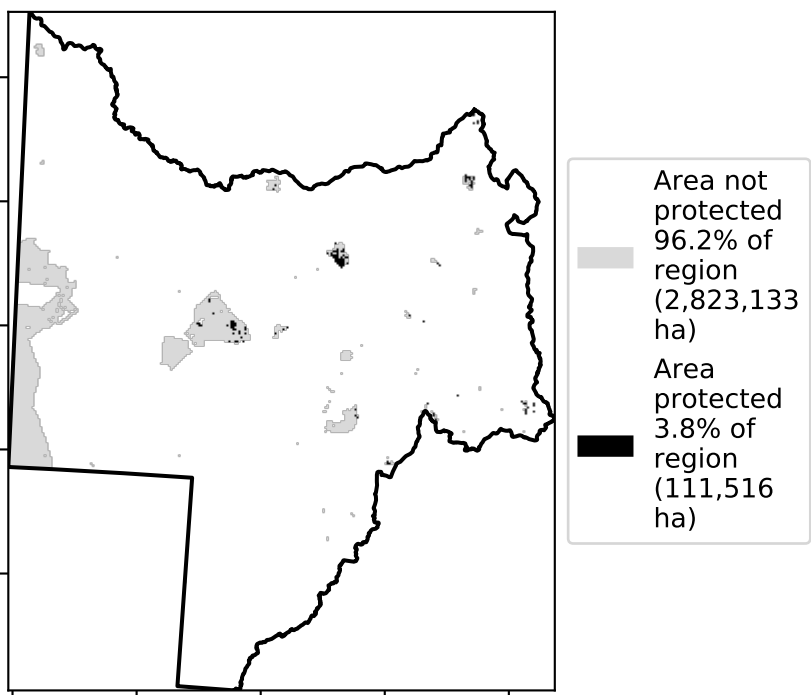 Area not
protected
96.2% of
region
(2,823,133
ha)
Area
protected
3.8% of
region
(111,516
ha)